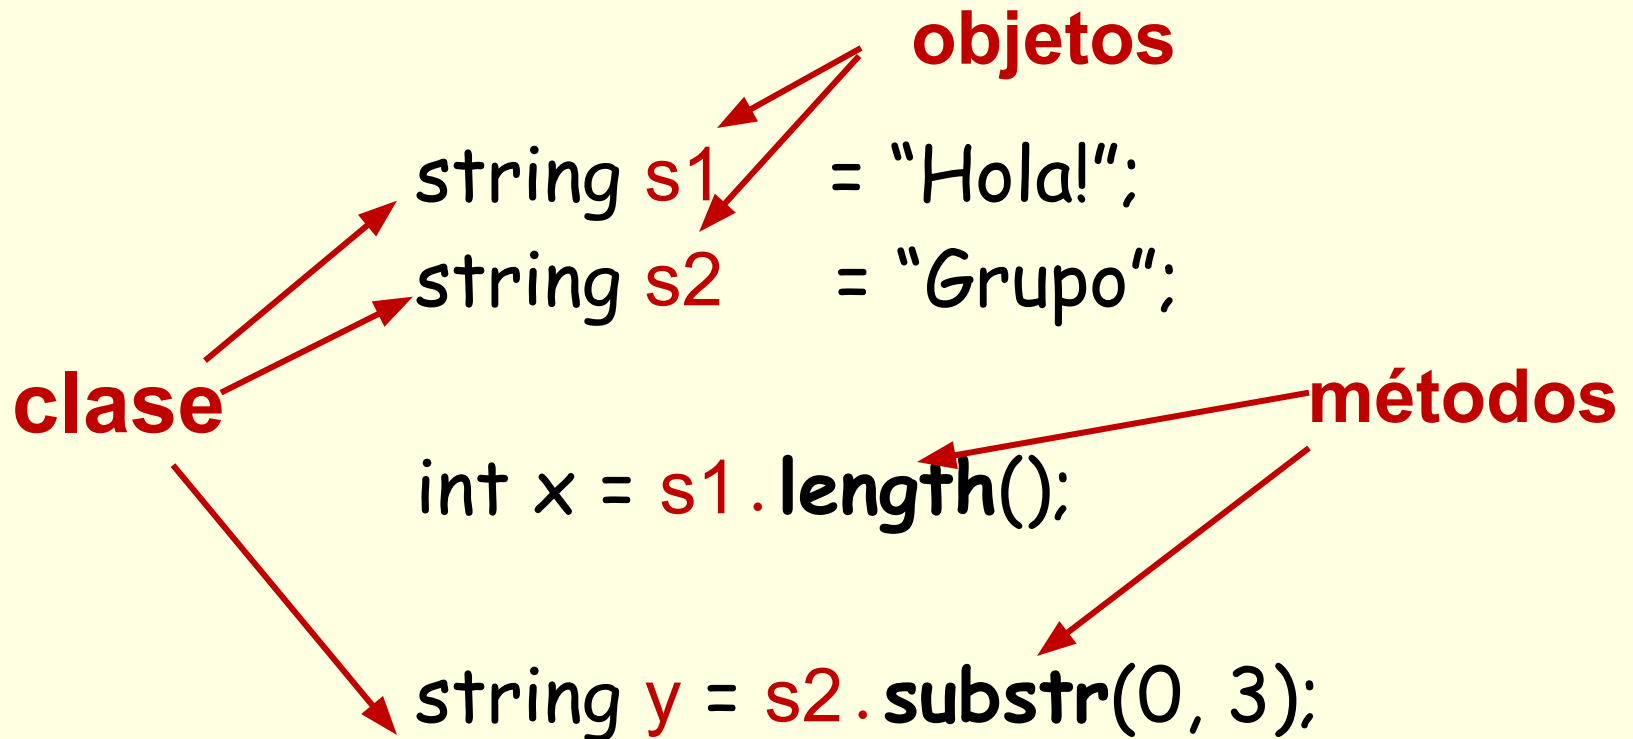 objetos
string s1 = “Hola!”;
string s2 = “Grupo”;
clase
métodos
int x = s1.length();
string y = s2.substr(0, 3);